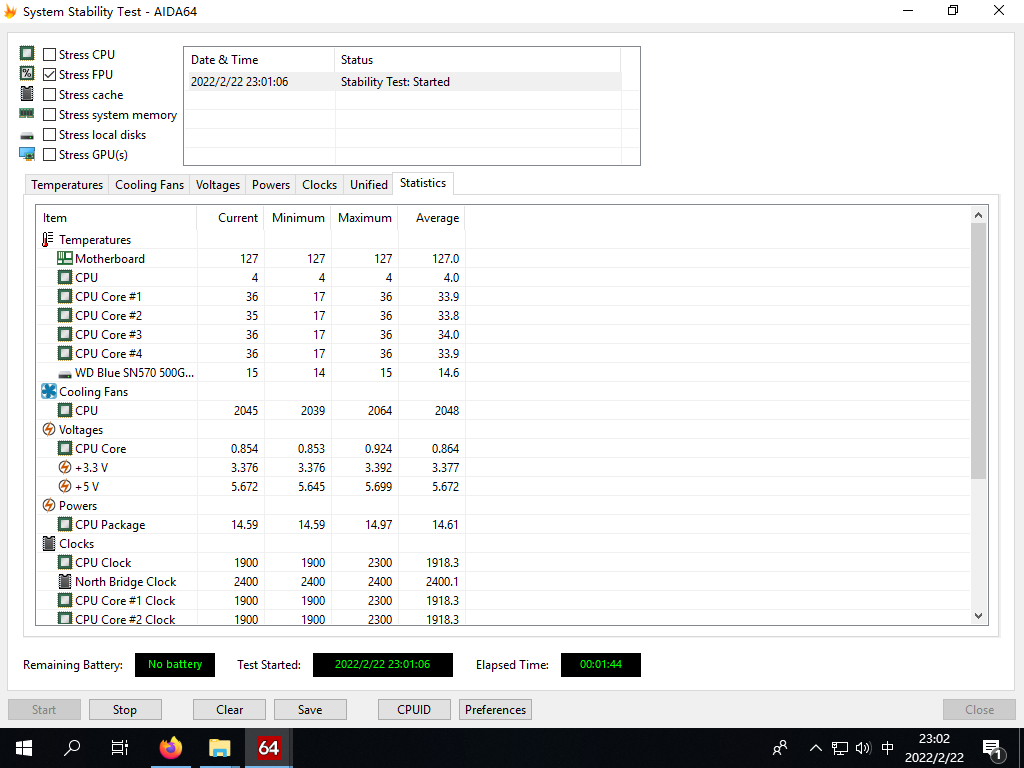 System Stability Test - AIDA64
Stress CPU
Stress FPU
Stress cache
Stress system memory
Stress local disks
Stress GPU(s)
Date & Time Status
2022/2/22 23:01:06 Stability Test: Started
Temperatures Cooling Fans Voltages Powers Clocks Unified Statistics
Item Current Minimum Maximum Average
Temperatures
Motherboard 127 127 127 127.0
CPU 4 4 4 4.0
CPU Core #1 36 17 36 33.9
CPU Core #2 35 17 36 33.8
CPU Core #3 36 17 36 34.0
CPU Core #4 36 17 36 33.9
WD Blue SN570 500G... 15 14 15 14.6
Cooling Fans
CPU 2045 2039 2064 2048
Voltages
CPU Core 0.854 0.853 0.924 0.864
+3.3 V 3.376 3.376 3.392 3.377
+5 V 5.672 5.645 5.699 5.672
Powers
CPU Package 14.59 14.59 14.97 14.61
Clocks
CPU Clock 1900 1900 2300 1918.3
North Bridge Clock 2400 2400 2400 2400.1
CPU Core #1 Clock 1900 1900 2300 1918.3
CPU Core #2 Clock 1900 1900 2300 1918.3
Remaining Battery: No battery Test Started: 2022/2/22 23:01:06 Elapsed Time: 00:01:44
Start Stop Clear Save CPUID Preferences Close
64 中 23:02 1
2022/2/22